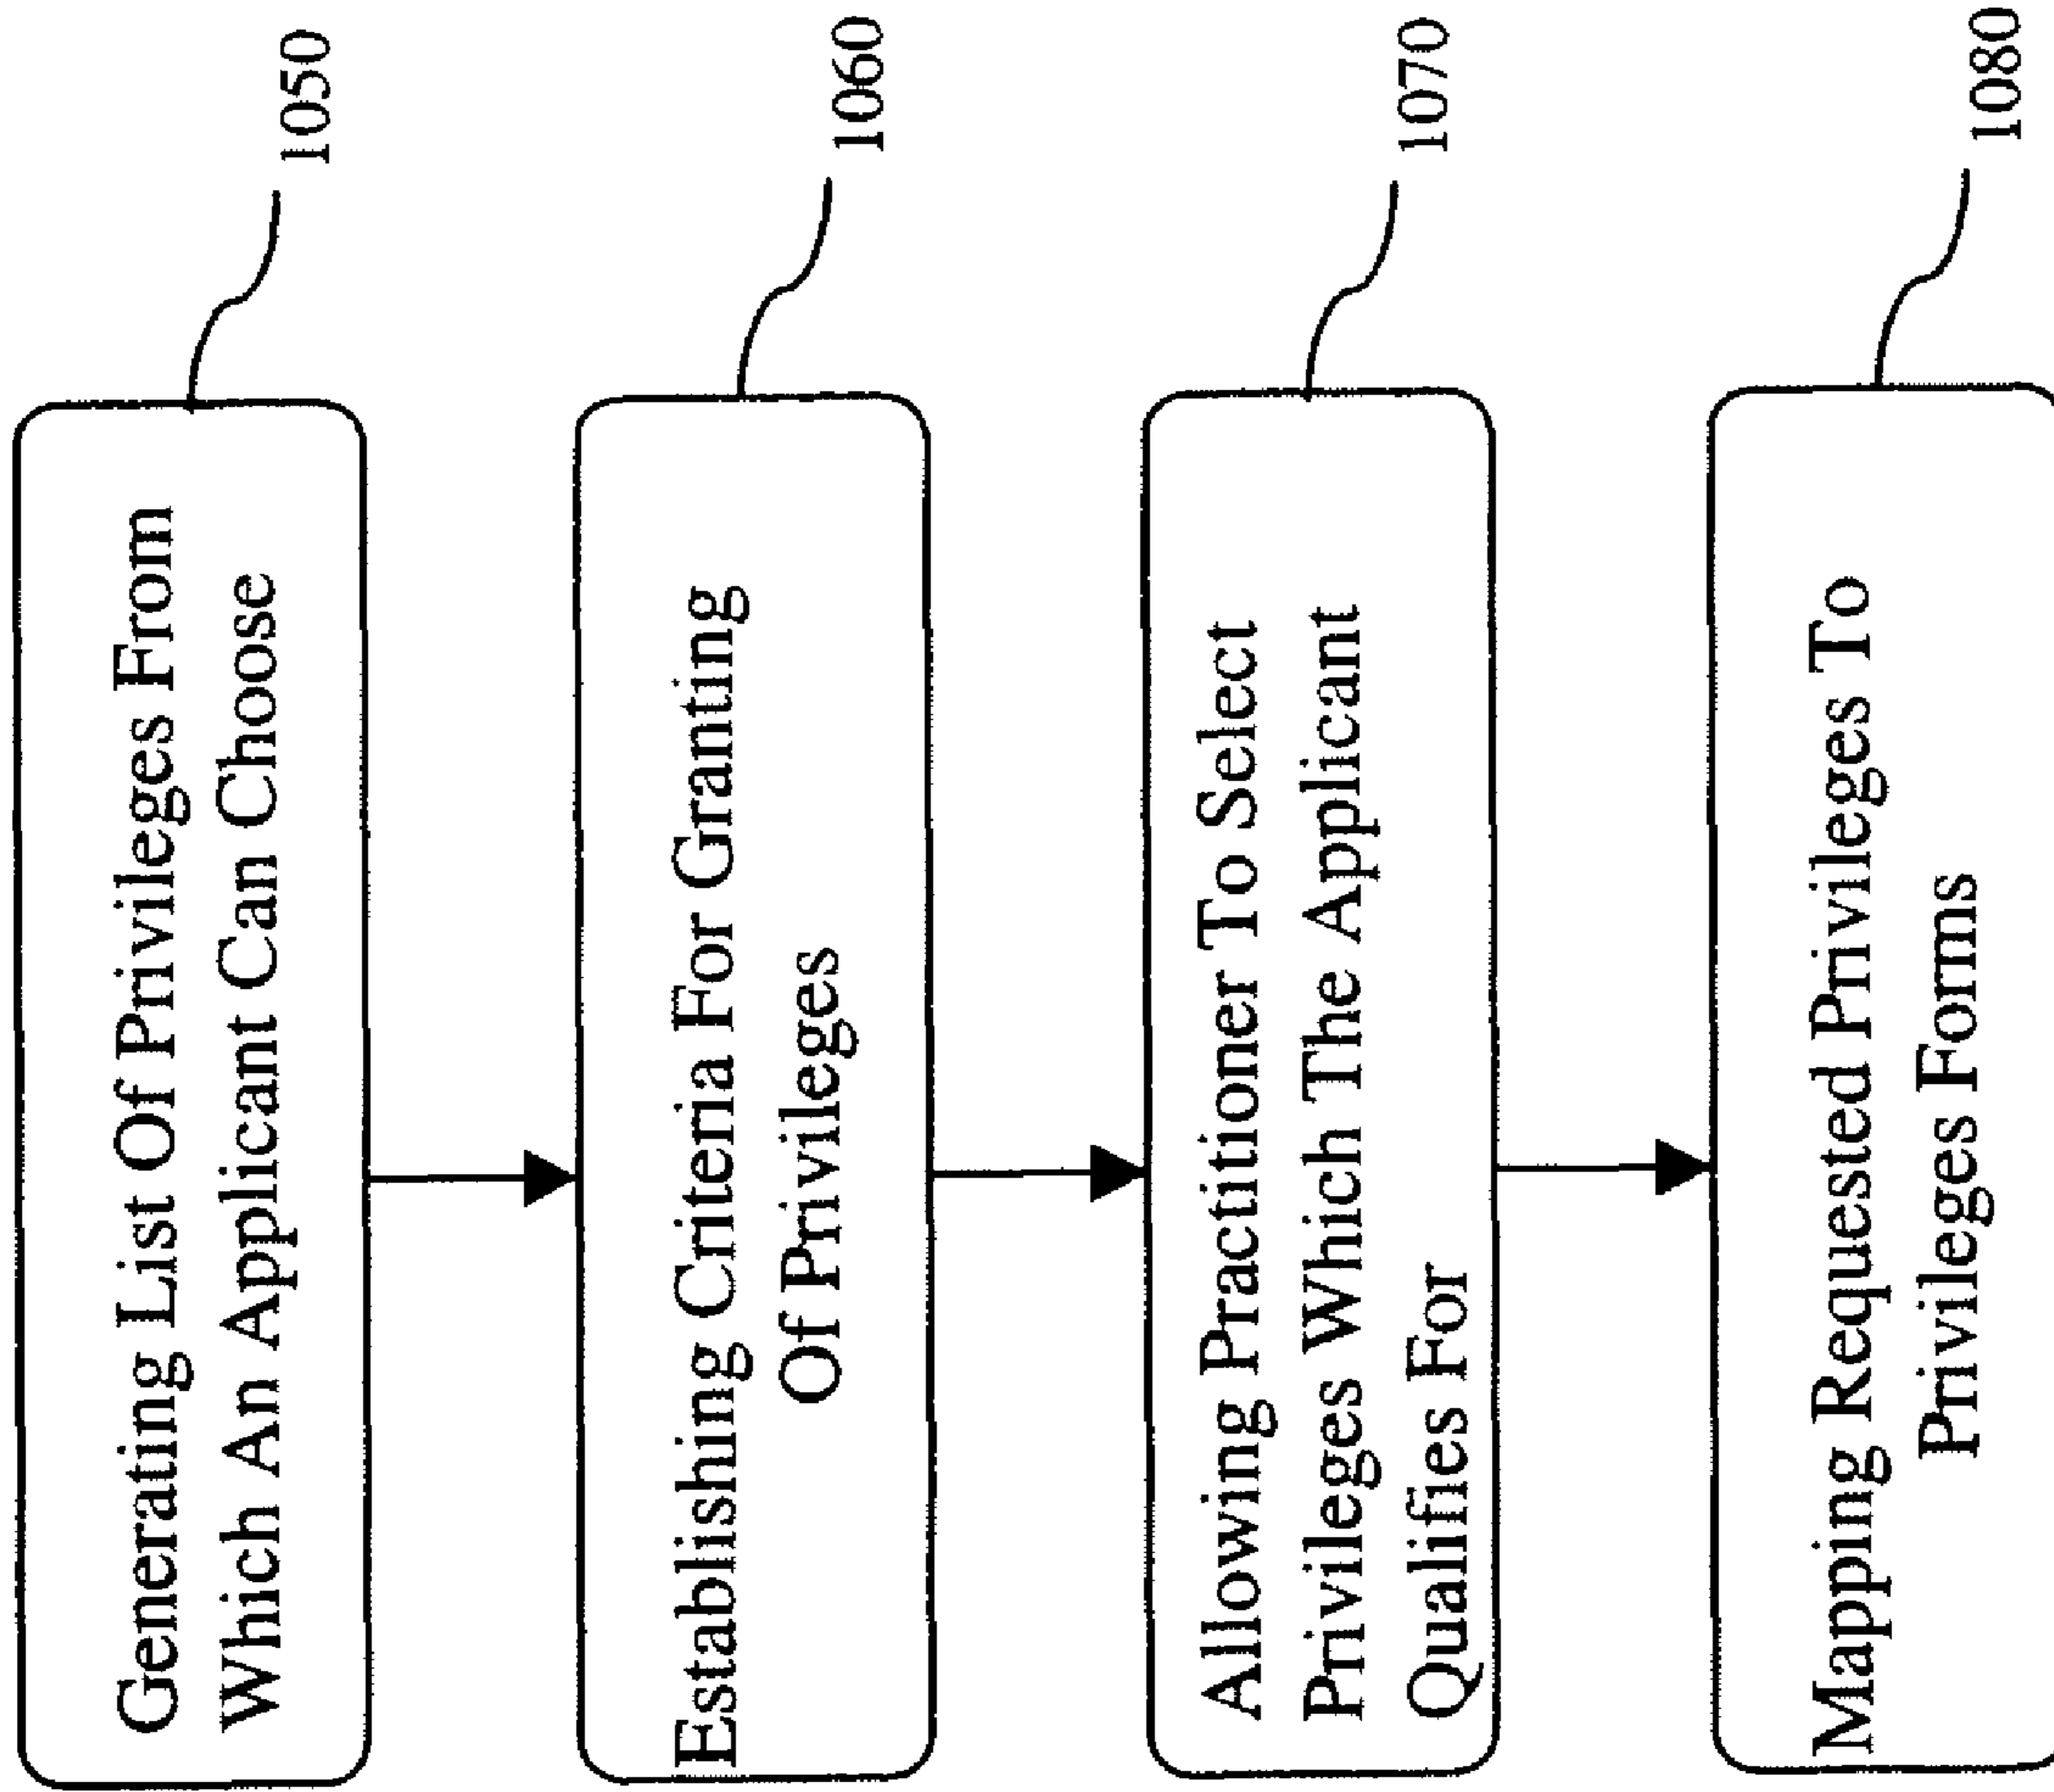 Generating List Of Privileges From
Which An Applicant Can Choose
1050
Establishing Criteria For Granting
Of Privileges
1060
Allowing Practitioner To Select
Privileges Which The Applicant
Qualifies For
1070
Mapping Requested Privileges To
Privileges Forms
1080